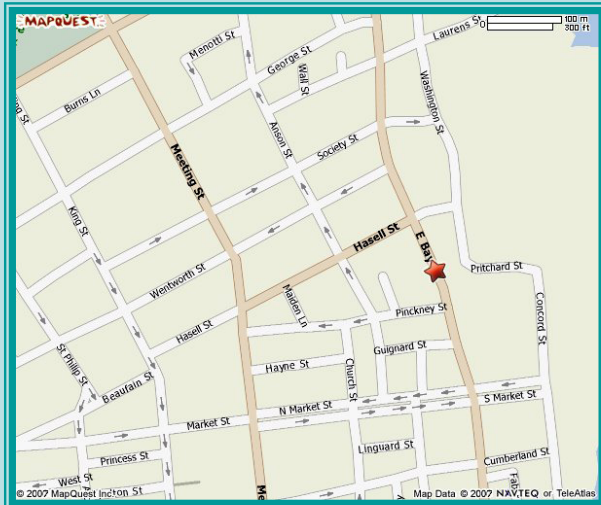 MAPQUEST
0 100 m
300 ft
Menotti St
Laurens St
George St
Wall St
Washington St
Burns Ln
Anson St
Society St
Meeting St
King St
Hasell St
E Bay
Wentworth St
Pritchard St
Maiden Ln
Concord St
Hasell St
Pinckney St
St Philip St
Guignard St
Hayne St
Church St
Beaufain St
N Market St
S Market St
Market St
Linguard St
Princess St
Cumberland St
West St
© 2007 MapQuest Inc.
Map Data © 2007 NAVTEQ or TeleAtlas